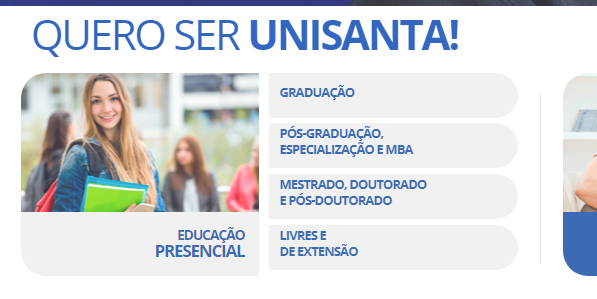 QUERO SER UNISANTA!
GRADUAÇÃO
PÓS-GRADUAÇÃO,
ESPECIALIZAÇÃO E MBA
MESTRADO, DOUTORADO
E PÓS-DOUTORADO
EDUCAÇÃO
PRESENCIAL
LIVRES E
DE EXTENSÃO